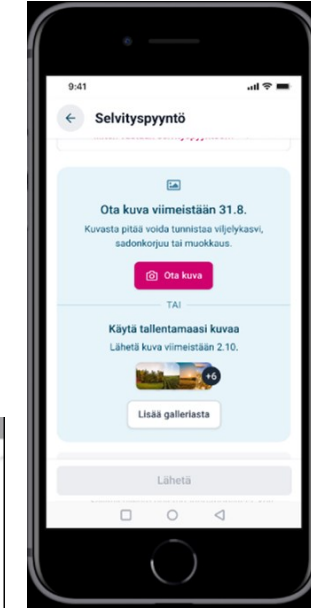 9:41
Selvityspyyntö
Ota kuva viimeistään 31.8.
Kuvasta pitää voida tunnistaa viljelykasvi,
sadonkorjuu tai muokkaus.
Ota kuva
TAI
Käytä tallentamaasi kuvaa
Lähetä kuva viimeistään 2.10.
+6
Lisää galleriasta
Lähetä